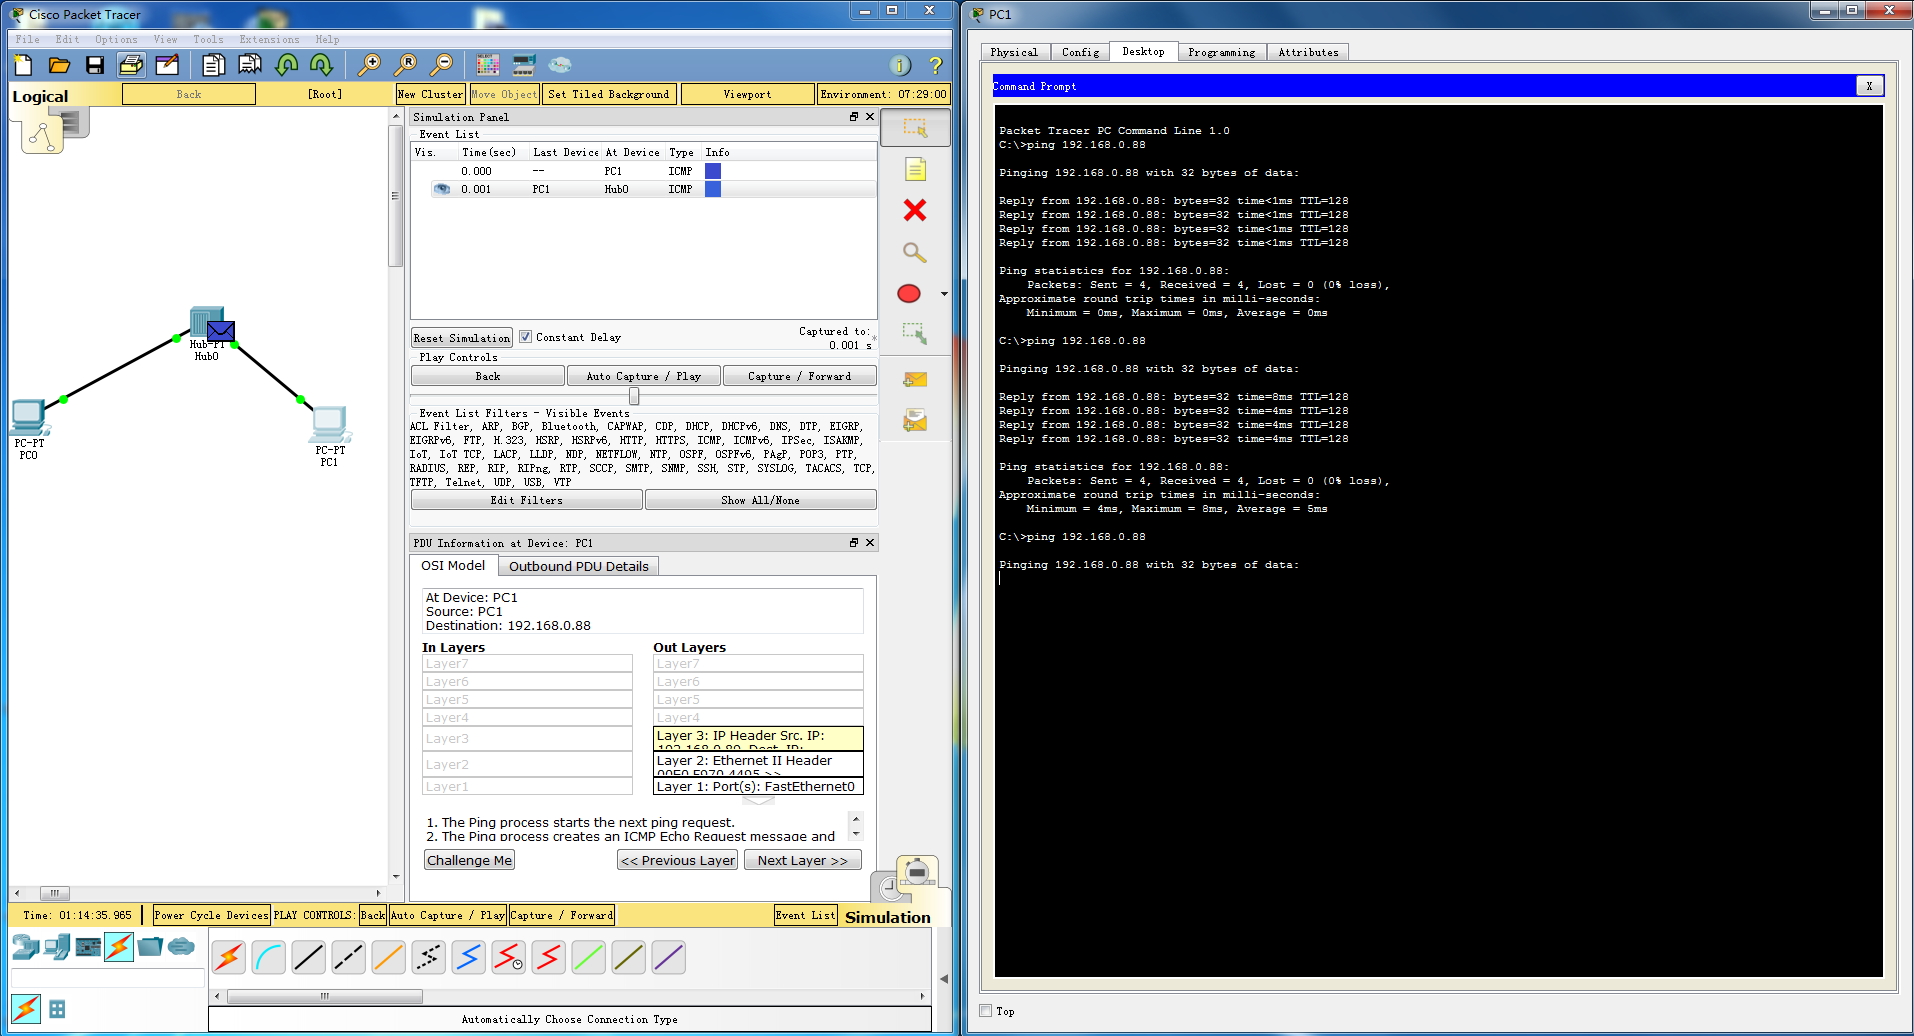 Cisco Packet Tracer
File Edit Options View Tools Extensions Help
Logical
Back
[Root]
New Cluster
Move Object
Set Tiled Background
Viewport
Environment: 07:29:00
Hub-PT
Hub0
PC-PT
PC0
PC-PT
PC1
Simulation Panel
Event List
Vis. Time(sec) Last Device At Device Type Info
0.000 -- PC1 ICMP
0.001 PC1 Hub0 ICMP
Reset Simulation
Constant Delay
Captured to:
0.001 s
Play Controls
Back
Auto Capture / Play
Capture / Forward
Event List Filters - Visible Events
ACL Filter, ARP, BGP, Bluetooth, CAPWAP, CDP, DHCP, DHCPv6, DNS, DTP, EIGRP,
EIGRPv6, FTP, H.323, HSRP, HSRPv6, HTTP, HTTPS, ICMP, ICMPv6, IPSec, ISAKMP,
IoT, IoT TCP, LACP, LLDP, NDP, NETFLOW, NTP, OSPF, OSPFv6, PAgP, POP3, PTP,
RADIUS, REP, RIP, RIPng, RTP, SCCP, SMTP, SNMP, SSH, STP, SYSLOG, TACACS, TCP,
TFTP, Telnet, UDP, USB, VTP
Edit Filters
Show All/None
PDU Information at Device: PC1
OSI Model
Outbound PDU Details
At Device: PC1
Source: PC1
Destination: 192.168.0.88
In Layers
Layer7
Layer6
Layer5
Layer4
Layer3
Layer2
Layer1
Out Layers
Layer7
Layer6
Layer5
Layer4
Layer 3: IP Header Src. IP:
Layer 2: Ethernet II Header
Layer 1: Port(s): FastEthernet0
1. The Ping process starts the next ping request.
2. The Ping process creates an ICMP Echo Request message and
Challenge Me
<< Previous Layer
Next Layer >>
Time: 01:14:35.965
Power Cycle Devices
PLAY CONTROLS:
Back
Auto Capture / Play
Capture / Forward
Event List
Simulation
Automatically Choose Connection Type
PC1
Physical
Config
Desktop
Programming
Attributes
Command Prompt
X
Packet Tracer PC Command Line 1.0
C:\>ping 192.168.0.88
Pinging 192.168.0.88 with 32 bytes of data:
Reply from 192.168.0.88: bytes=32 time<1ms TTL=128
Reply from 192.168.0.88: bytes=32 time<1ms TTL=128
Reply from 192.168.0.88: bytes=32 time<1ms TTL=128
Reply from 192.168.0.88: bytes=32 time<1ms TTL=128
Ping statistics for 192.168.0.88:
Packets: Sent = 4, Received = 4, Lost = 0 (0% loss),
Approximate round trip times in milli-seconds:
Minimum = 0ms, Maximum = 0ms, Average = 0ms
C:\>ping 192.168.0.88
Pinging 192.168.0.88 with 32 bytes of data:
Reply from 192.168.0.88: bytes=32 time=8ms TTL=128
Reply from 192.168.0.88: bytes=32 time=4ms TTL=128
Reply from 192.168.0.88: bytes=32 time=4ms TTL=128
Reply from 192.168.0.88: bytes=32 time=4ms TTL=128
Ping statistics for 192.168.0.88:
Packets: Sent = 4, Received = 4, Lost = 0 (0% loss),
Approximate round trip times in milli-seconds:
Minimum = 4ms, Maximum = 8ms, Average = 5ms
C:\>ping 192.168.0.88
Pinging 192.168.0.88 with 32 bytes of data:
Top